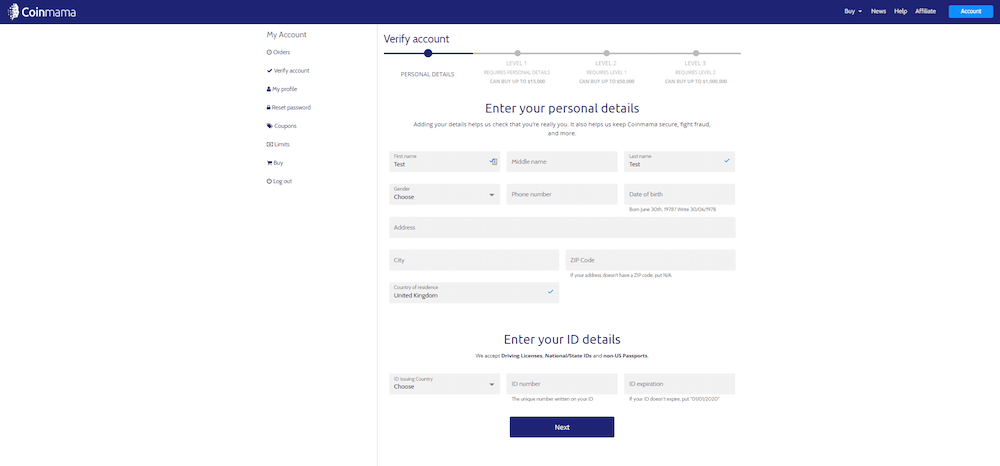 Coinmama
Buy News Help Affiliate Account
My Account
Orders
Verify account
My profile
Reset password
Coupons
Limits
Buy
Log out
Verify account
PERSONAL DETAILS
LEVEL 1
REQUIRES PERSONAL DETAILS
CAN BUY UP TO $15,000
LEVEL 2
REQUIRES LEVEL 1
CAN BUY UP TO $50,000
LEVEL 3
REQUIRES LEVEL 2
CAN BUY UP TO $1,000,000
Enter your personal details
Adding your details helps us check that you're really you. It also helps us keep Coinmama secure, fight fraud,
and more.
First name
Test
Middle name
Last name
Test
Gender
Choose
Phone number
Date of birth
Born June 30th, 1978? Write 30/06/1978
Address
City
ZIP Code
If your address doesn't have a ZIP code, put N/A.
Country of residence
United Kingdom
Enter your ID details
We accept Driving Licenses, National/State IDs and non-US Passports.
ID Issuing Country
Choose
ID number
The unique number written on your ID
ID expiration
If your ID doesn't expire, put "01/01/2020"
Next